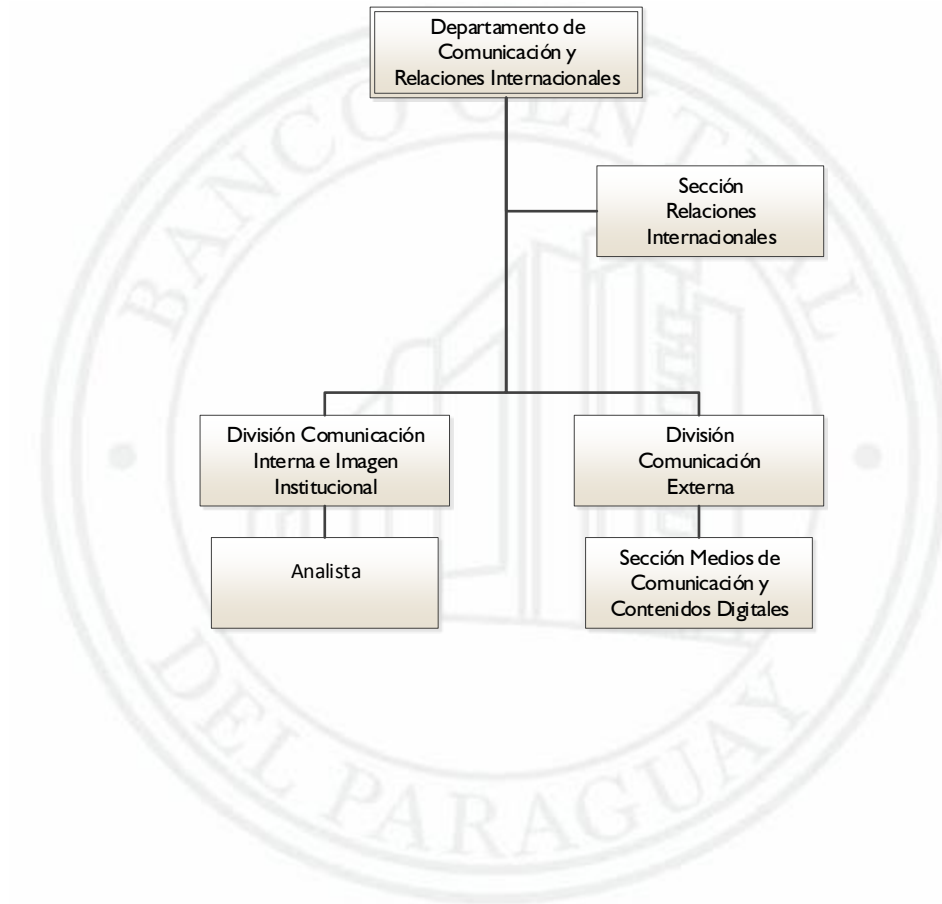 Departamento de
Comunicación y
Relaciones Internacionales
Sección
Relaciones
Internacionales
División Comunicación
Interna e Imagen
Institucional
División
Comunicación
Externa
Analista
Sección Medios de
Comunicación y
Contenidos Digitales
BANCO CENTRAL
DEL PARAGUAY